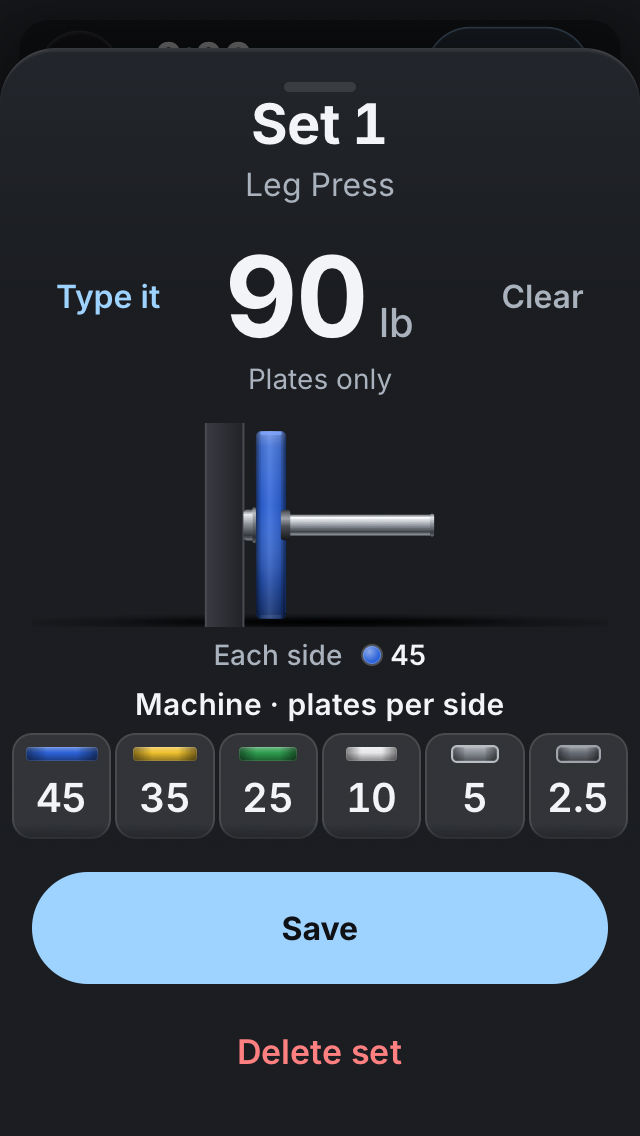 Set 1
Leg Press
Type it
90 lb
Clear
Plates only
Each side 45
Machine · plates per side
45 35 25 10 5 2.5
Save
Delete set